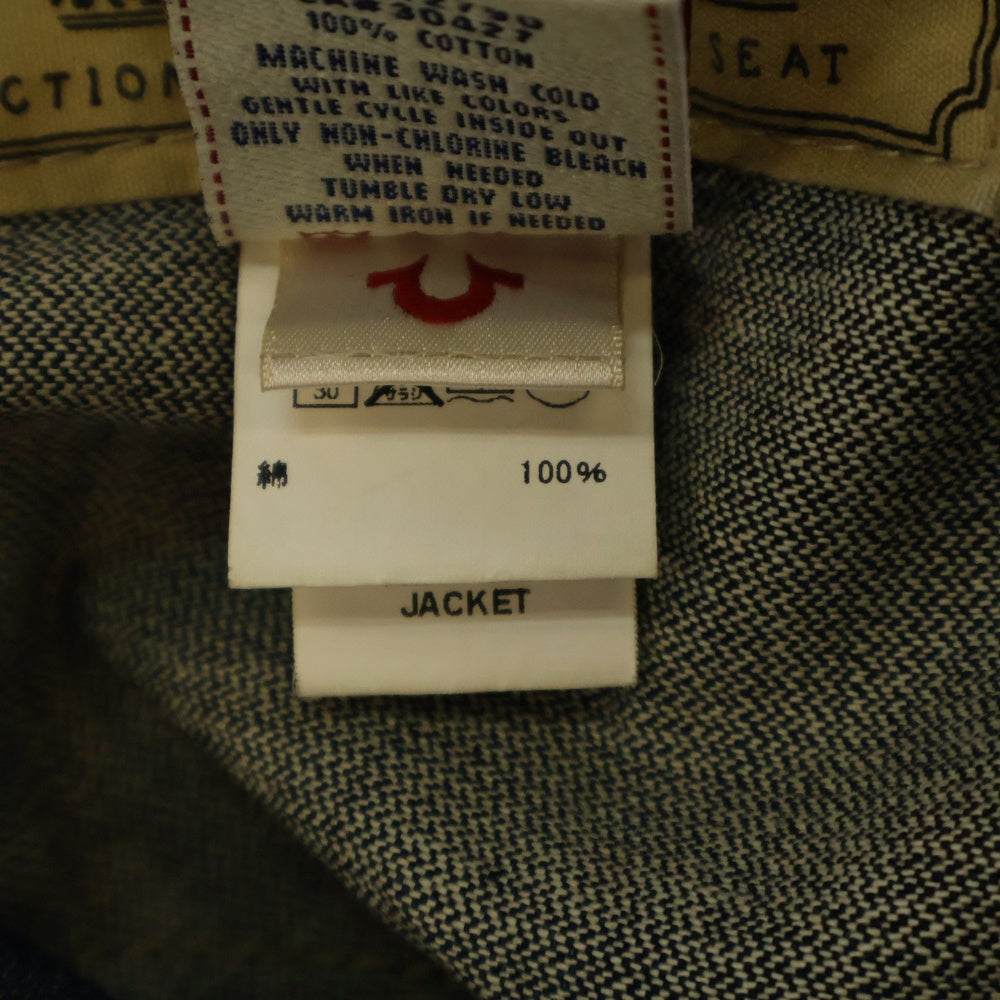 CTION
SEAT
100% COTTON
MACHINE WASH COLD
WITH LIKE COLORS
GENTLE CYLLE INSIDE OUT
ONLY NON-CHLORINE BLEACH
WHEN NEEDED
TUMBLE DRY LOW
WARM IRON IF NEEDED
30
綿 100%
JACKET